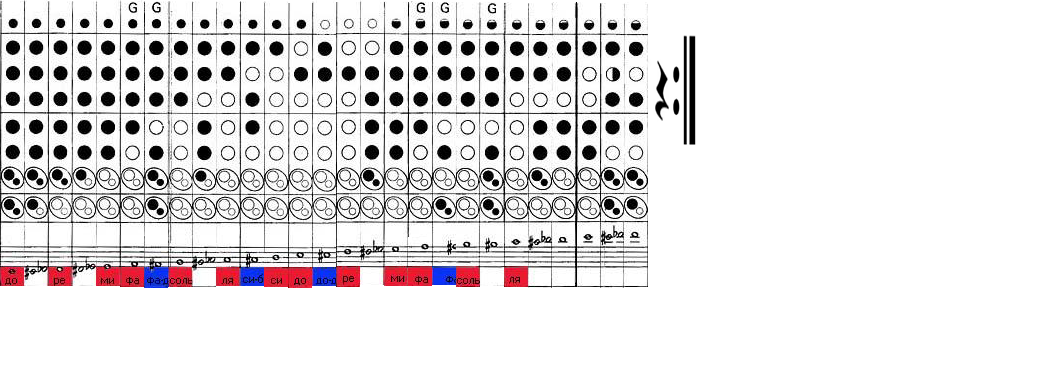 G G G G G
до ре ми фа фа-д соль ля си-б си до до-д ре ми фа Ф соль ля